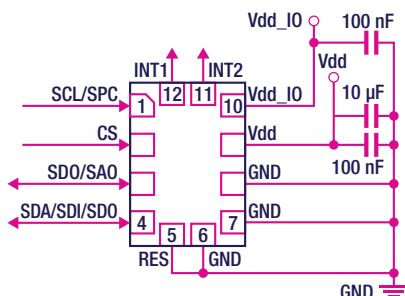 Vdd_IO
100 nF
INT1
INT2
Vdd
SCL/SPC
1
12
11
10
Vdd_IO
10 µF
CS
Vdd
100 nF
SDO/SAO
GND
SDA/SDI/SDO
4
5
6
7
GND
RES
GND
GND